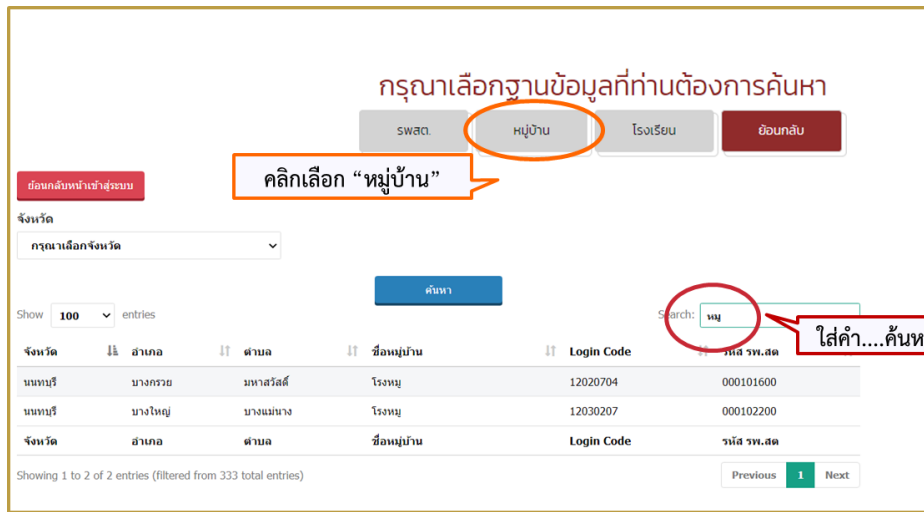 กรุณาเลือกฐานข้อมูลที่ท่านต้องการค้นหา
รพสต. หมู่บ้าน โรงเรียน ย้อนกลับ
คลิกเลือก “หมู่บ้าน”
ย้อนกลับหน้าเข้าสู่ระบบ
จังหวัด
กรุณาเลือกจังหวัด
ค้นหา
Show 100 entries Search: หมู
ใส่คำ....ค้นห
จังหวัด อำเภอ ตำบล ชื่อหมู่บ้าน Login Code รหัส รพ.สต
นนทบุรี บางกรวย มหาสวัสดิ์ โรงหมู 12020704 000101600
นนทบุรี บางใหญ่ บางแม่นาง โรงหมู 12030207 000102200
จังหวัด อำเภอ ตำบล ชื่อหมู่บ้าน Login Code รหัส รพ.สต
Showing 1 to 2 of 2 entries (filtered from 333 total entries) Previous 1 Next